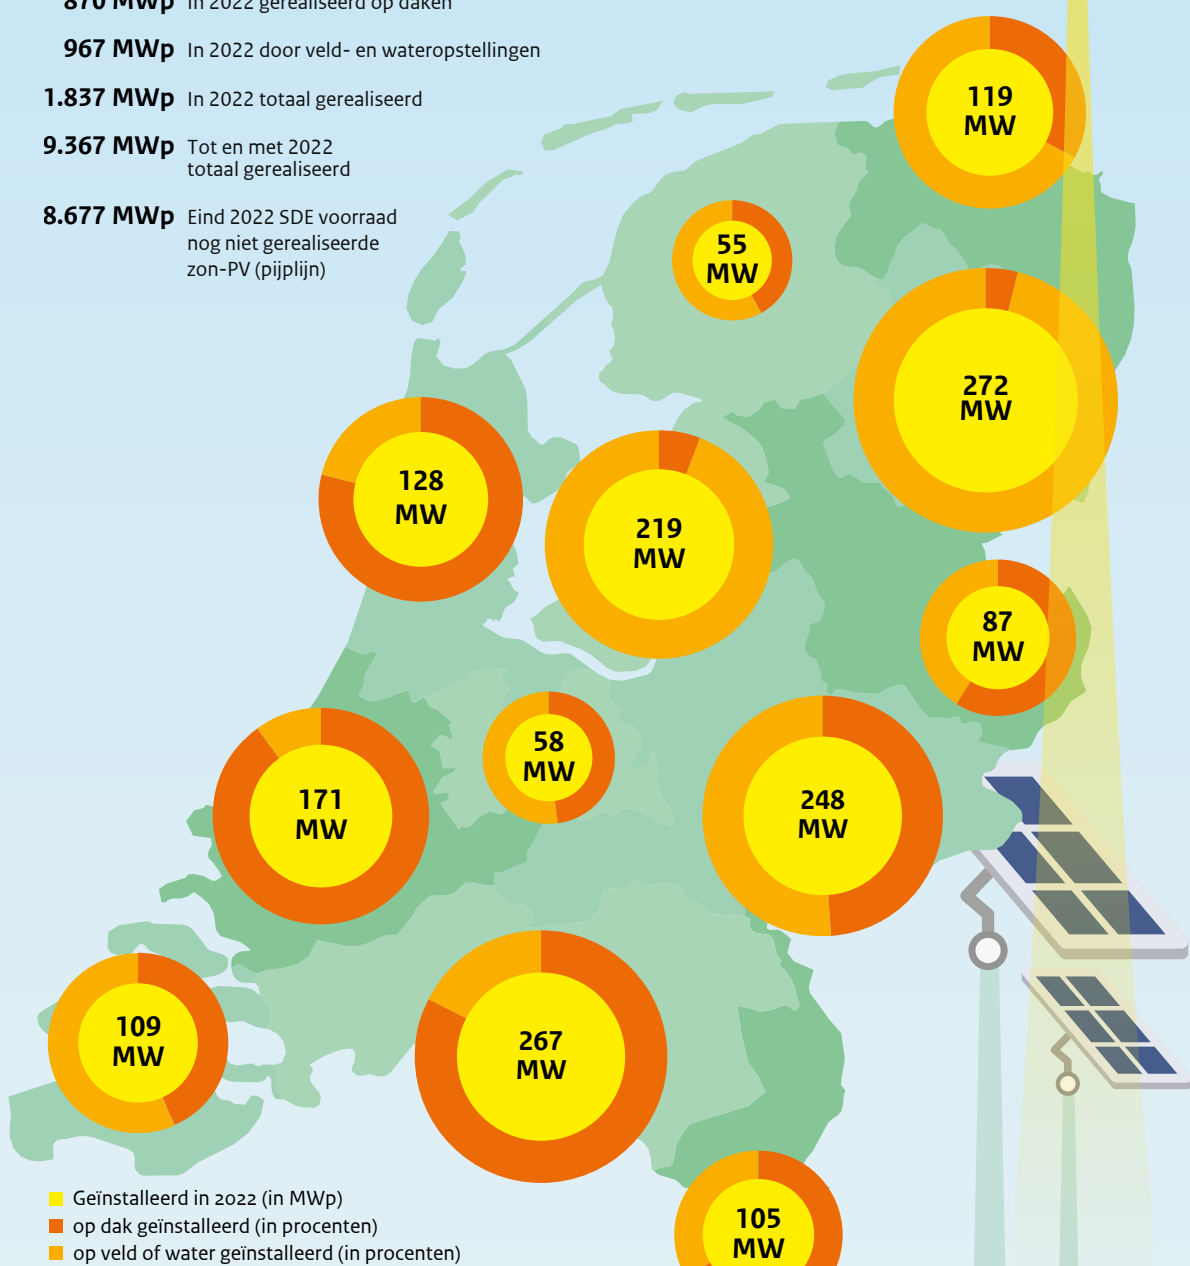 870 MWp In 2022 gerealiseerd op daken
967 MWp In 2022 door veld- en wateropstellingen
1.837 MWp In 2022 totaal gerealiseerd
9.367 MWp Tot en met 2022
totaal gerealiseerd
8.677 MWp Eind 2022 SDE voorraad
nog niet gerealiseerde
zon-PV (pijplijn)
119
MW
55
MW
272
MW
128
MW
219
MW
87
MW
58
MW
171
MW
248
MW
109
MW
267
MW
105
MW
Geïnstalleerd in 2022 (in MWp)
op dak geïnstalleerd (in procenten)
op veld of water geïnstalleerd (in procenten)